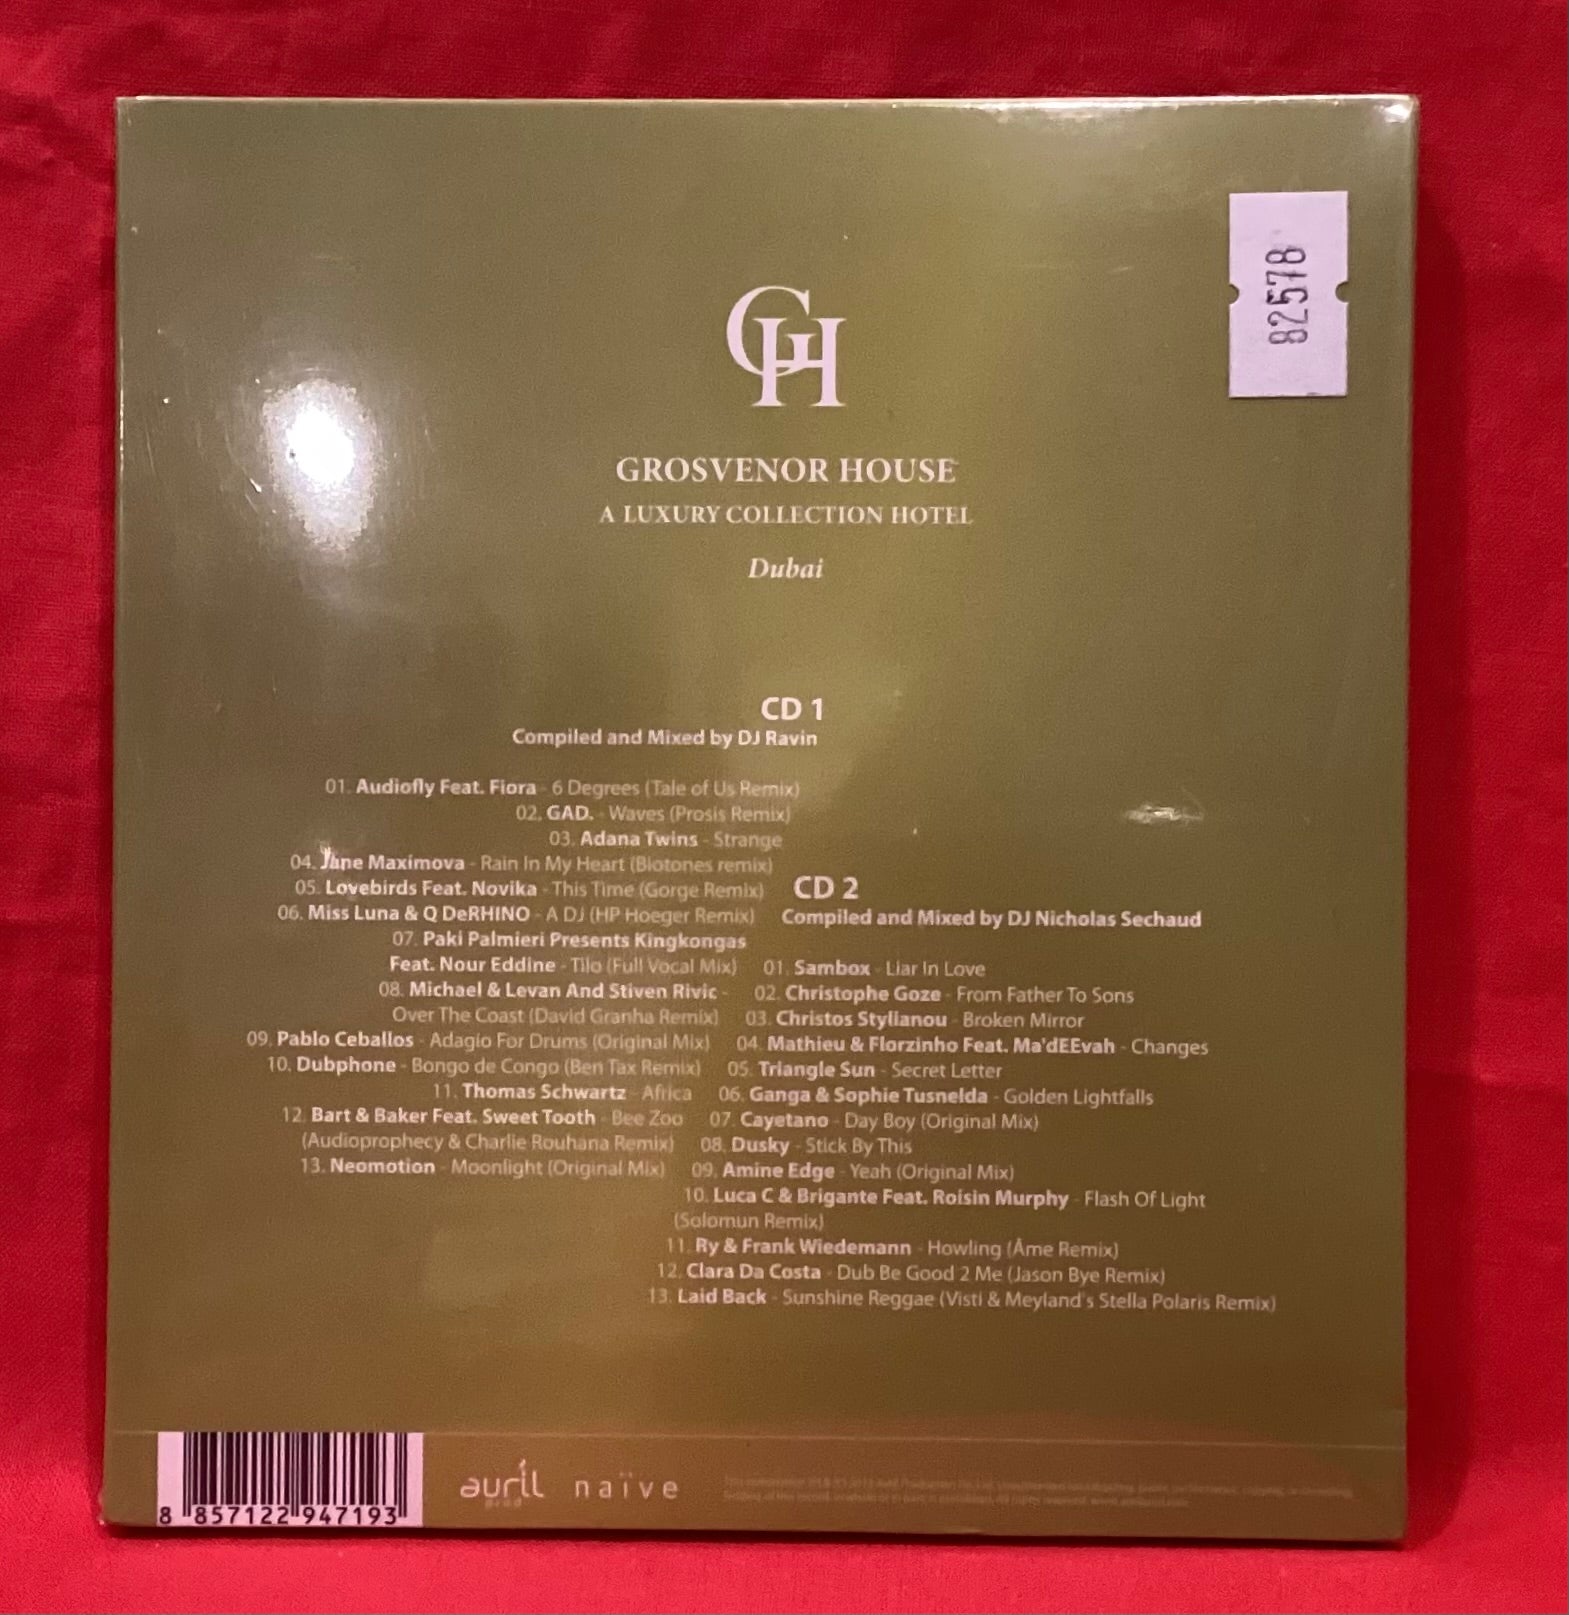 82578
GH
GROSVENOR HOUSE
A LUXURY COLLECTION HOTEL
Dubai
CD 1
Compiled and Mixed by DJ Ravin
01. Audiofly Feat. Fiora - 6 Degrees (Tale of Us Remix)
02. GAD. - Waves (Prosis Remix)
03. Adana Twins - Strange
04. Jane Maximova - Rain In My Heart (Biotones remix)
05. Lovebirds Feat. Novika - This Time (Gorge Remix)
06. Miss Luna & Q DeRHINO - A DJ (HP Hoeger Remix)
07. Paki Palmieri Presents Kingkongas
Feat. Nour Eddine - Tilo (Full Vocal Mix)
08. Michael & Levan And Stiven Rivic -
Over The Coast (David Granha Remix)
09. Pablo Ceballos - Adagio For Drums (Original Mix)
10. Dubphone - Bongo de Congo (Ben Tax Remix)
11. Thomas Schwartz - Africa
12. Bart & Baker Feat. Sweet Tooth - Bee Zoo
(Audioprophecy & Charlie Rouhana Remix)
13. Neomotion - Moonlight (Original Mix)
CD 2
Compiled and Mixed by DJ Nicholas Sechaud
01. Sambox - Liar In Love
02. Christophe Goze - From Father To Sons
03. Christos Stylianou - Broken Mirror
04. Mathieu & Florzinho Feat. Ma'dEEvah - Changes
05. Triangle Sun - Secret Letter
06. Ganga & Sophie Tusnelda - Golden Lightfalls
07. Cayetano - Day Boy (Original Mix)
08. Dusky - Stick By This
09. Amine Edge - Yeah (Original Mix)
10. Luca C & Brigante Feat. Roisin Murphy - Flash Of Light
(Solomun Remix)
11. Ry & Frank Wiedemann - Howling (Âme Remix)
12. Clara Da Costa - Dub Be Good 2 Me (Jason Bye Remix)
13. Laid Back - Sunshine Reggae (Visti & Meyland's Stella Polaris Remix)
8 857122 947193
auril prod
naïve